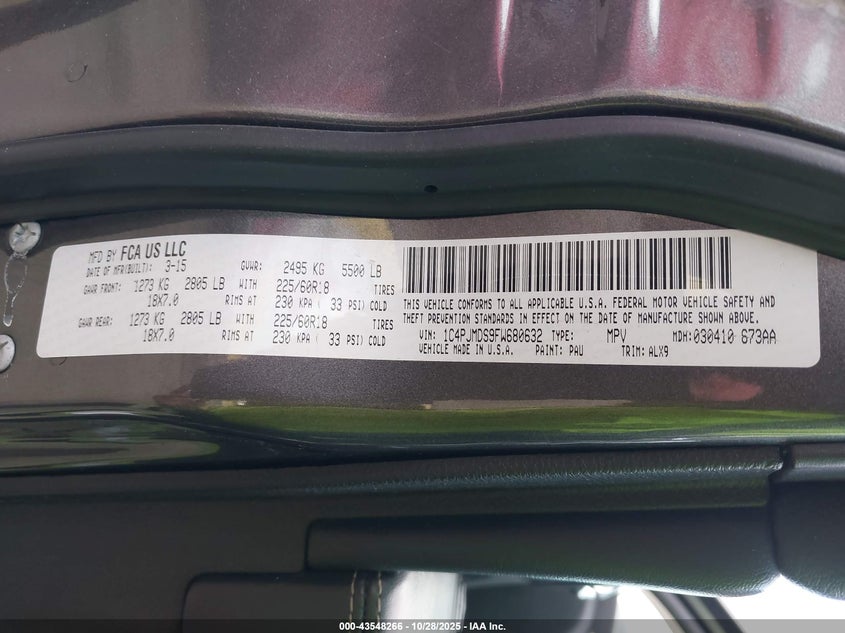 MFD BY FCA US LLC
DATE OF MFR(BUILT): 3-15 GVWR: 2495 KG 5500 LB
GAWR FRONT: 1273 KG 2805 LB WITH 225/60R18 TIRES
18X7.0 RIMS AT 230 KPA ( 33 PSI) COLD
GAWR REAR: 1273 KG 2805 LB WITH 225/60R18 TIRES
18X7.0 RIMS AT 230 KPA ( 33 PSI) COLD
THIS VEHICLE CONFORMS TO ALL APPLICABLE U.S.A. FEDERAL MOTOR VEHICLE SAFETY AND
THEFT PREVENTION STANDARDS IN EFFECT ON THE DATE OF MANUFACTURE SHOWN ABOVE.
VIN: 1C4PJMDS9FW680632 TYPE: MPV MDH:030410 673AA
VEHICLE MADE IN U.S.A. PAINT: PAU TRIM: ALX9
000-43548266 - 10/28/2025 - IAA Inc.